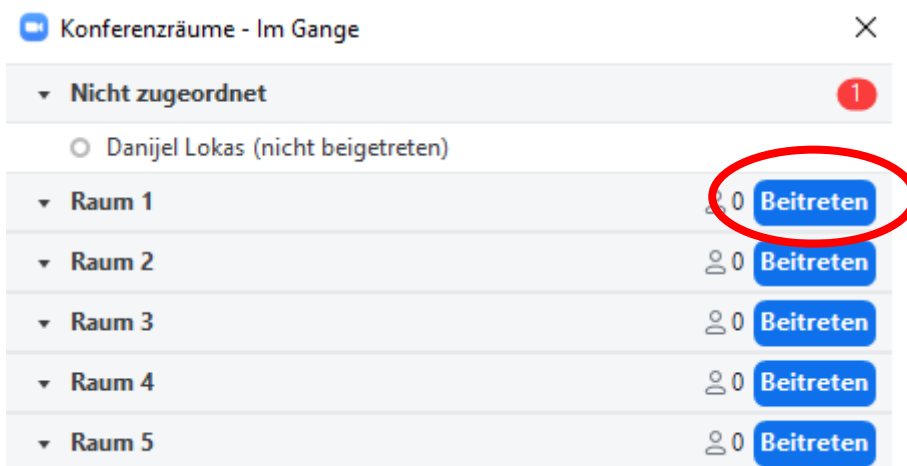 Konferenzräume - Im Gange
Nicht zugeordnet 1
Danijel Lokas (nicht beigetreten)
Raum 1 0 Beitreten
Raum 2 0 Beitreten
Raum 3 0 Beitreten
Raum 4 0 Beitreten
Raum 5 0 Beitreten